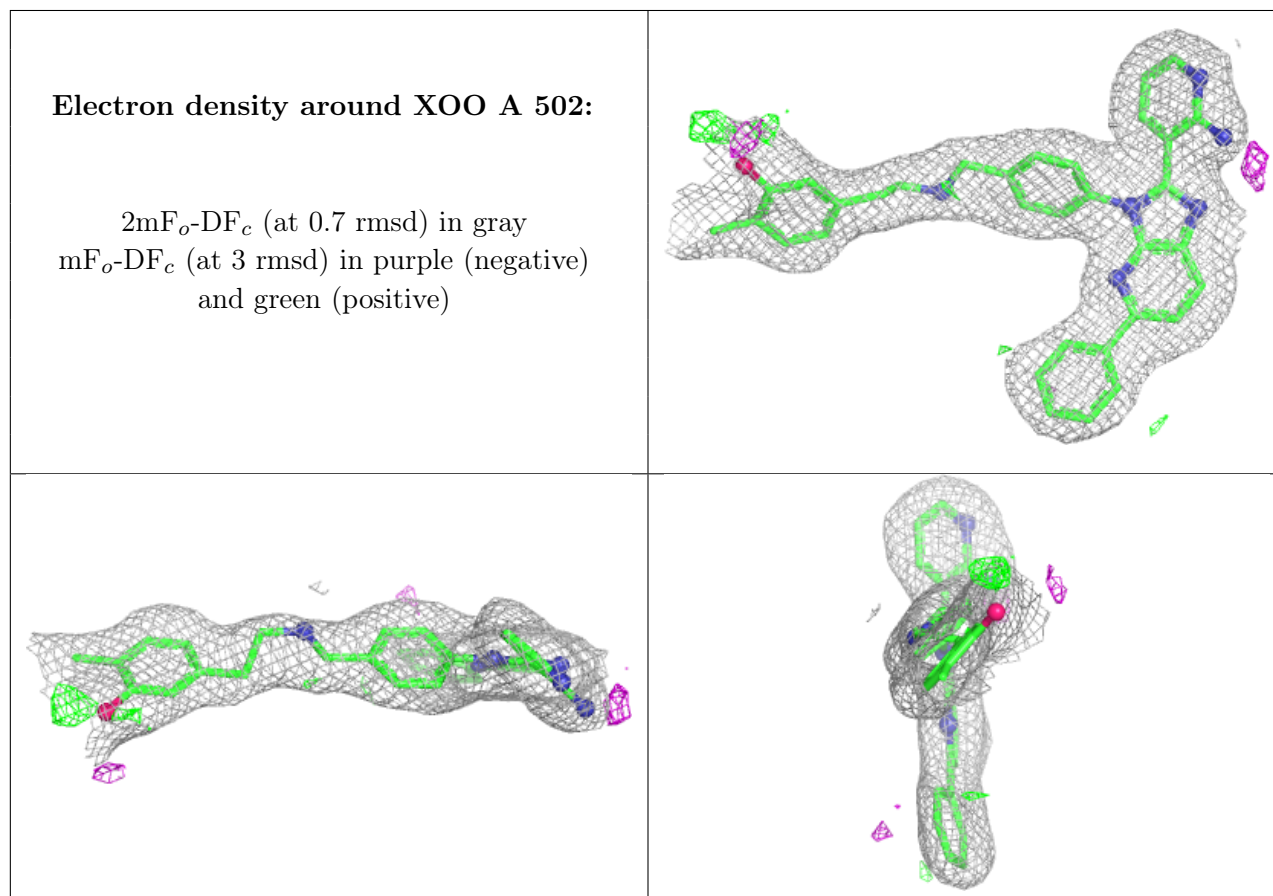 Electron density around XOO A 502:
2mFo-DFc (at 0.7 rmsd) in gray
mFo-DFc (at 3 rmsd) in purple (negative)
and green (positive)